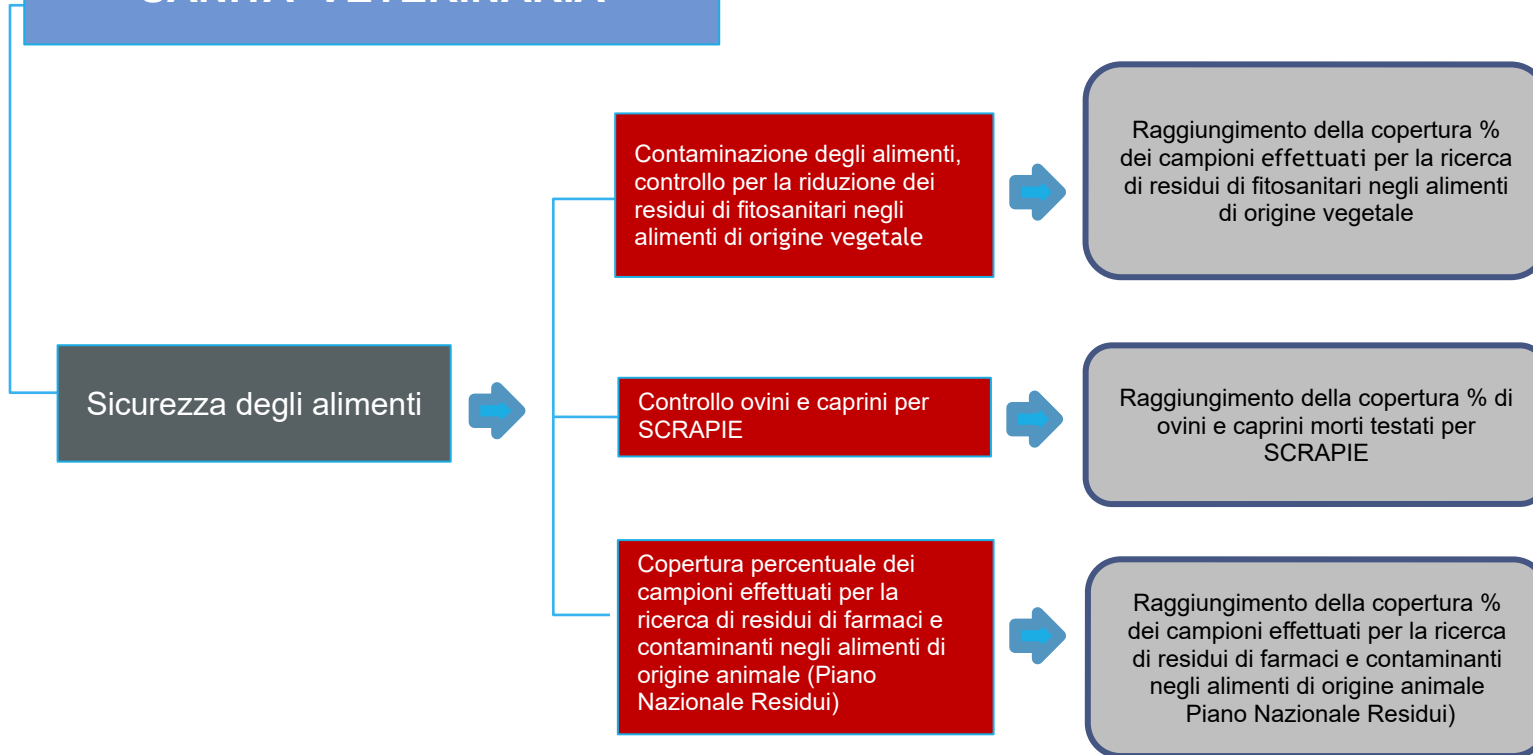 SANITA' VETERINARIA
Contaminazione degli alimenti,
controllo per la riduzione dei
residui di fitosanitari negli
alimenti di origine vegetale
Raggiungimento della copertura %
dei campioni effettuati per la ricerca
di residui di fitosanitari negli alimenti
di origine vegetale
Sicurezza degli alimenti
Controllo ovini e caprini per
SCRAPIE
Raggiungimento della copertura % di
ovini e caprini morti testati per
SCRAPIE
Copertura percentuale dei
campioni effettuati per la
ricerca di residui di farmaci e
contaminanti negli alimenti di
origine animale (Piano
Nazionale Residui)
Raggiungimento della copertura %
dei campioni effettuati per la ricerca
di residui di farmaci e contaminanti
negli alimenti di origine animale
Piano Nazionale Residui)